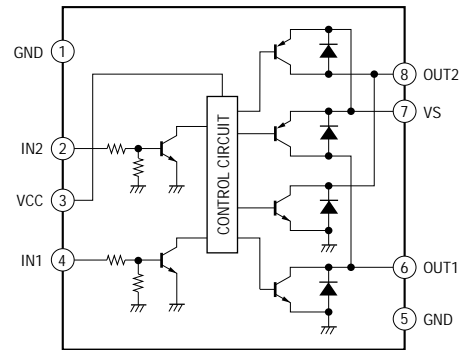 GND 1
8 OUT2
7 VS
IN2 2
CONTROL CIRCUIT
VCC 3
IN1 4
6 OUT1
5 GND